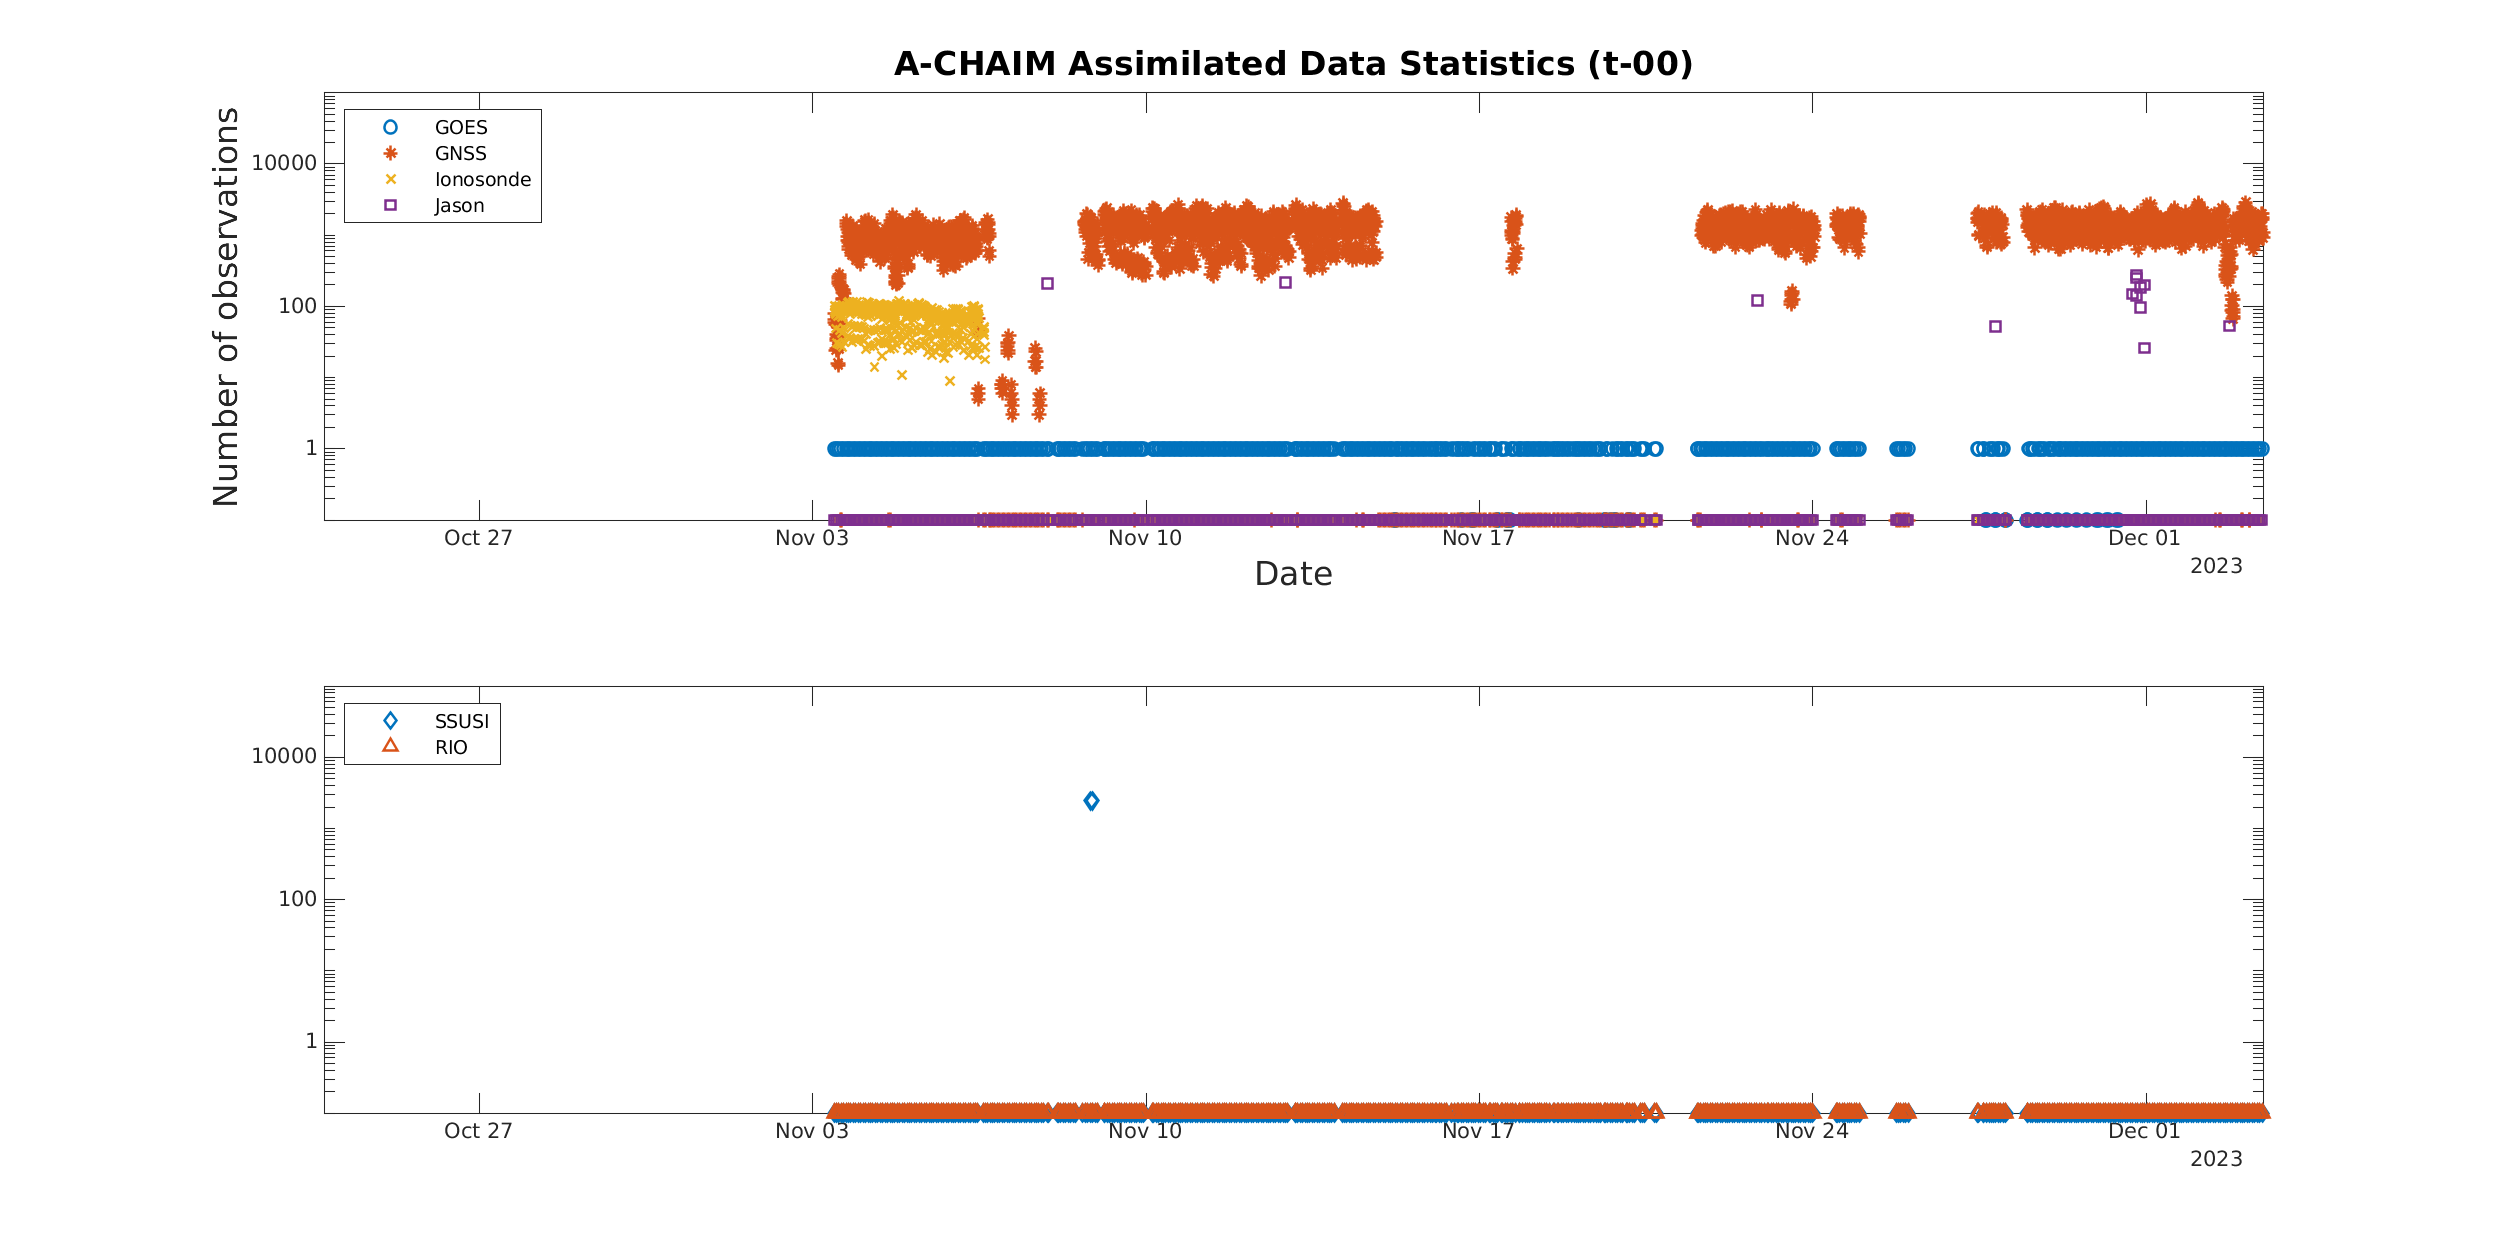 A-CHAIM Assimilated Data Statistics (t-00)
Number of observations
10000
100
1
GOES
GNSS
Ionosonde
Jason
Oct 27 Nov 03 Nov 10 Nov 17 Nov 24 Dec 01
2023
Date
10000
100
1
SSUSI
RIO
Oct 27 Nov 03 Nov 10 Nov 17 Nov 24 Dec 01
2023